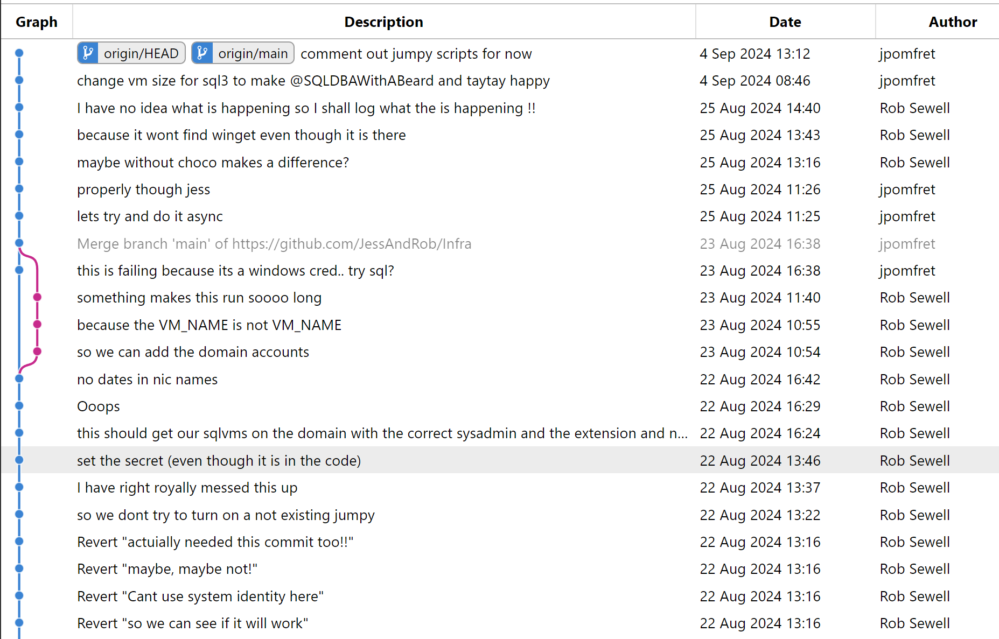 Graph Description Date Author
origin/HEAD origin/main comment out jumpy scripts for now 4 Sep 2024 13:12 jpomfret
change vm size for sql3 to make @SQLDBAWithABeard and taytay happy 4 Sep 2024 08:46 jpomfret
I have no idea what is happening so I shall log what the is happening !! 25 Aug 2024 14:40 Rob Sewell
because it wont find winget even though it is there 25 Aug 2024 13:43 Rob Sewell
maybe without choco makes a difference? 25 Aug 2024 13:16 Rob Sewell
properly though jess 25 Aug 2024 11:26 jpomfret
lets try and do it async 25 Aug 2024 11:25 jpomfret
Merge branch 'main' of https://github.com/JessAndRob/Infra 23 Aug 2024 16:38 jpomfret
this is failing because its a windows cred.. try sql? 23 Aug 2024 16:38 jpomfret
something makes this run soooo long 23 Aug 2024 11:40 Rob Sewell
because the VM_NAME is not VM_NAME 23 Aug 2024 10:55 Rob Sewell
so we can add the domain accounts 23 Aug 2024 10:54 Rob Sewell
no dates in nic names 22 Aug 2024 16:42 Rob Sewell
Ooops 22 Aug 2024 16:29 Rob Sewell
this should get our sqlvms on the domain with the correct sysadmin and the extension and n... 22 Aug 2024 16:24 Rob Sewell
set the secret (even though it is in the code) 22 Aug 2024 13:46 Rob Sewell
I have right royally messed this up 22 Aug 2024 13:37 Rob Sewell
so we dont try to turn on a not existing jumpy 22 Aug 2024 13:22 Rob Sewell
Revert "actuially needed this commit too!!" 22 Aug 2024 13:16 Rob Sewell
Revert "maybe, maybe not!" 22 Aug 2024 13:16 Rob Sewell
Revert "Cant use system identity here" 22 Aug 2024 13:16 Rob Sewell
Revert "so we can see if it will work" 22 Aug 2024 13:16 Rob Sewell